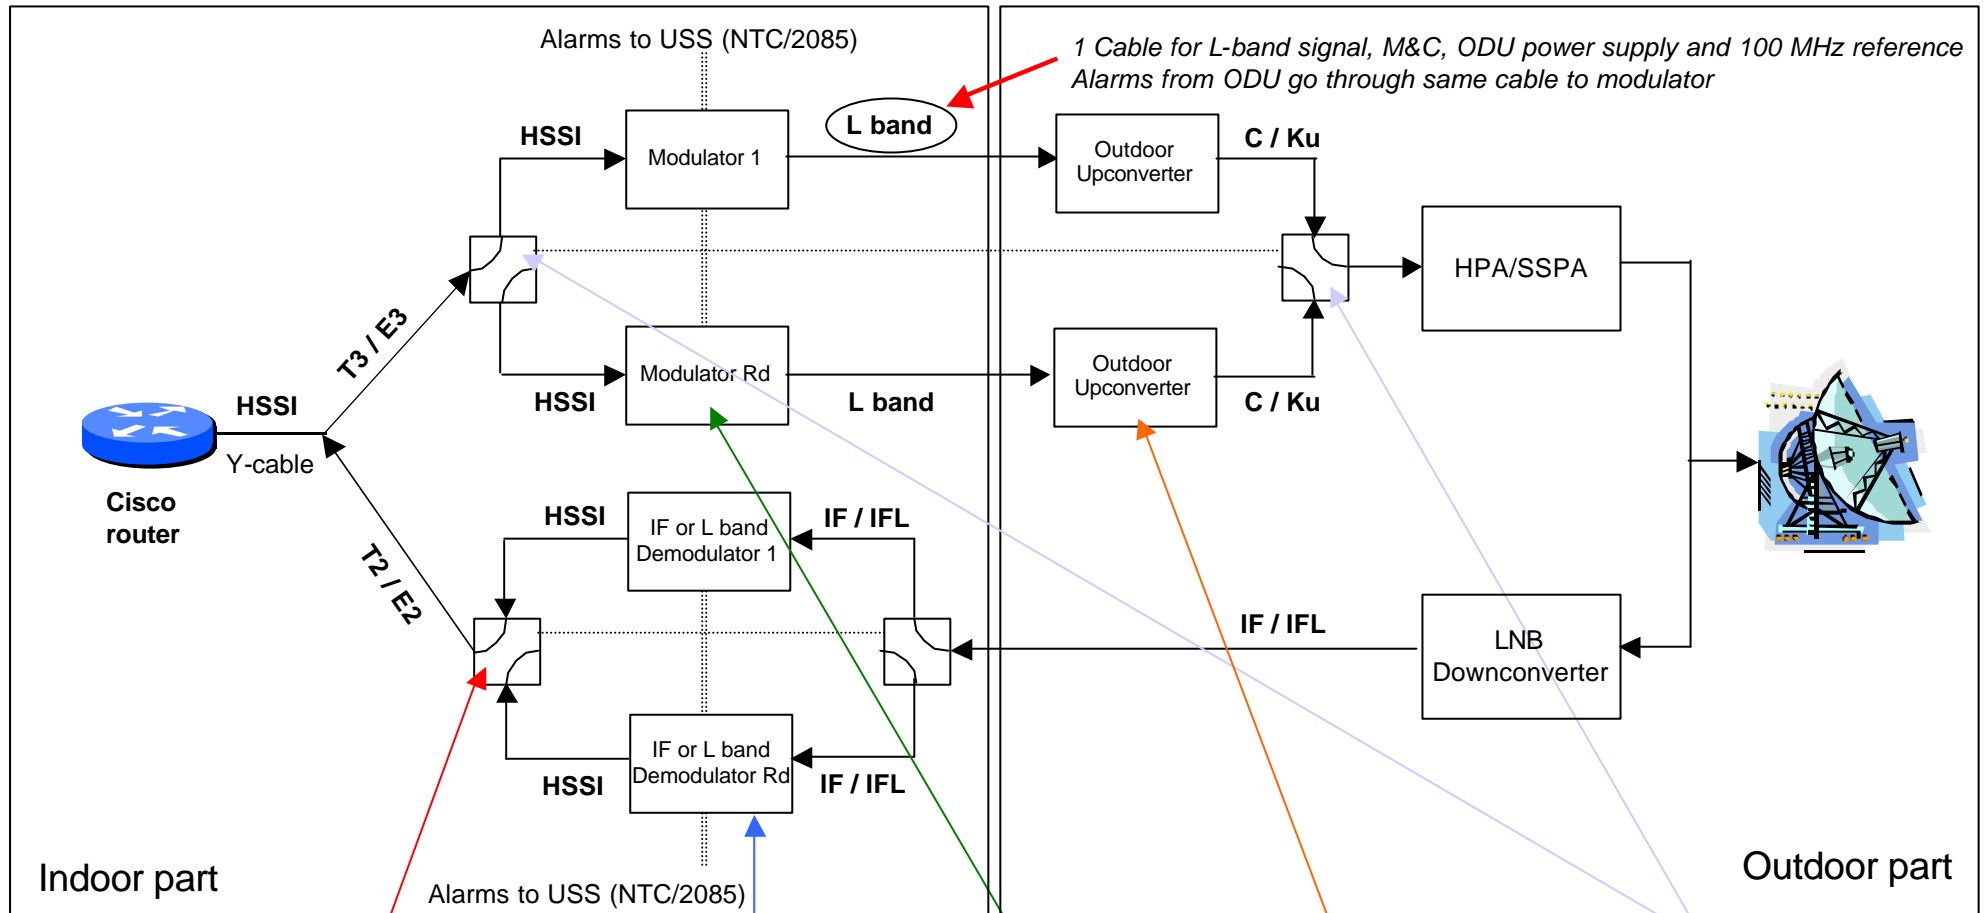 Alarms to USS (NTC/2085)
1 Cable for L-band signal, M&C, ODU power supply and 100 MHz reference
Alarms from ODU go through same cable to modulator
HSSI
Modulator 1
L band
Outdoor
Upconverter
C / Ku
HPA/SSPA
T3 / E3
HSSI
Modulator Rd
L band
Outdoor
Upconverter
C / Ku
HSSI
Y-cable
Cisco
router
T2 / E2
HSSI
IF or L band
Demodulator 1
IF / IFL
IF / IFL
LNB
Downconverter
HSSI
IF or L band
Demodulator Rd
IF / IFL
Indoor part
Alarms to USS (NTC/2085)
Outdoor part